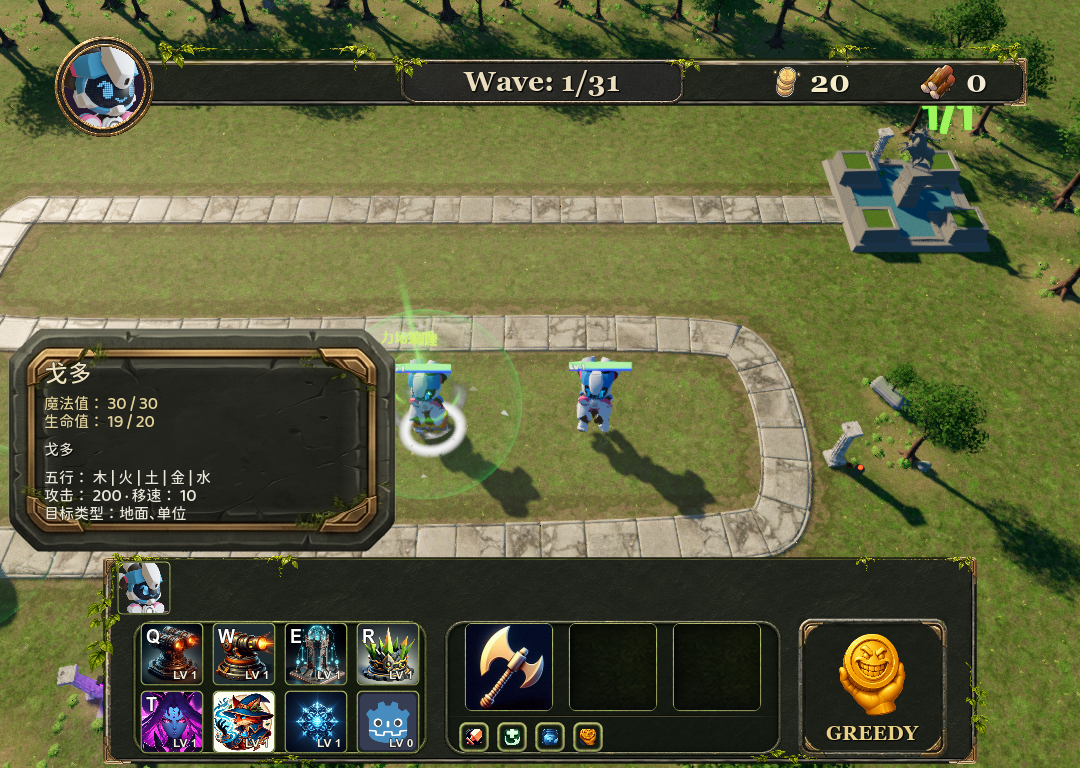 Wave: 1/31
20
0
1/1
戈多
魔法值： 30 / 30
生命值： 19 / 20
戈多
五行： 木 | 火 | 土 | 金 | 水
攻击： 200 · 移速： 10
目标类型：地面、单位
Q
W
E
R
LV 1
LV 1
LV 1
LV 1
T
LV 1
LV 1
LV 1
LV 0
GREEDY